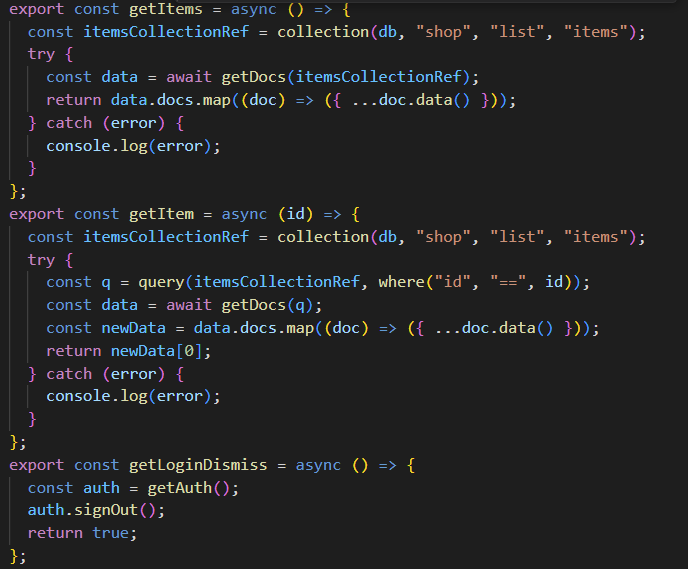 export const getItems = async () => {
  const itemsCollectionRef = collection(db, "shop", "list", "items");
  try {
    const data = await getDocs(itemsCollectionRef);
    return data.docs.map((doc) => ({ ...doc.data() }));
  } catch (error) {
    console.log(error);
  }
};
export const getItem = async (id) => {
  const itemsCollectionRef = collection(db, "shop", "list", "items");
  try {
    const q = query(itemsCollectionRef, where("id", "==", id));
    const data = await getDocs(q);
    const newData = data.docs.map((doc) => ({ ...doc.data() }));
    return newData[0];
  } catch (error) {
    console.log(error);
  }
};
export const getLoginDismiss = async () => {
  const auth = getAuth();
  auth.signOut();
  return true;
};